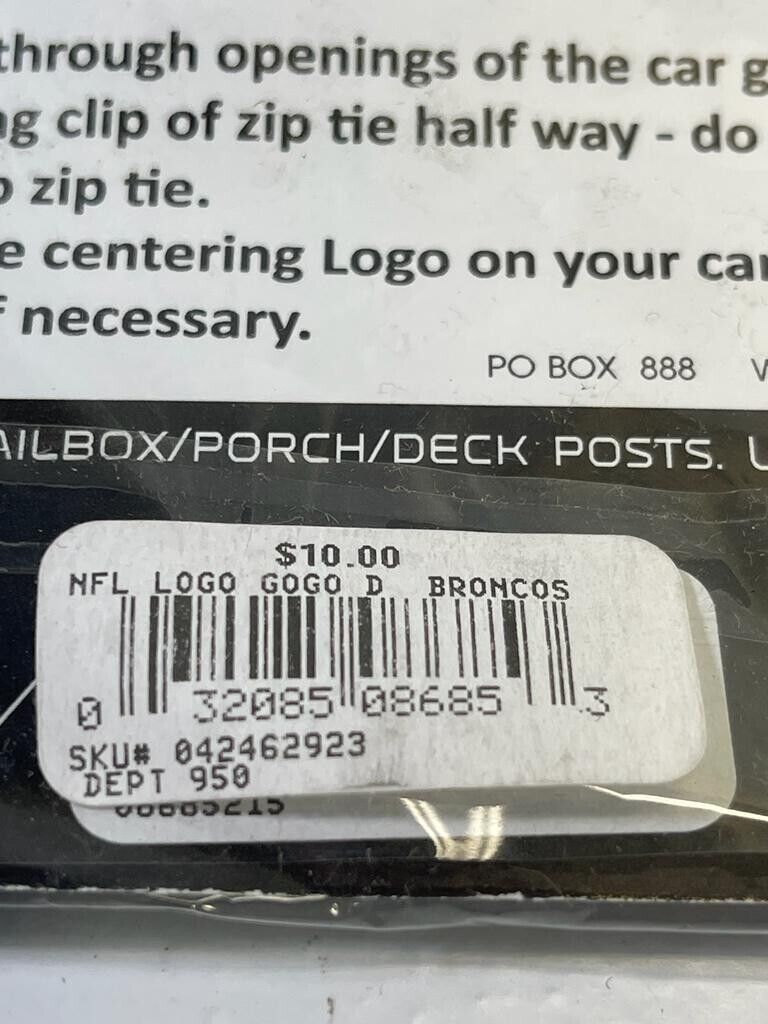 through openings of the car g
ng clip of zip tie half way - do
p zip tie.
e centering Logo on your car
f necessary.
PO BOX 888 W
AILBOX/PORCH/DECK POSTS. U
$10.00
NFL LOGO GOGO D BRONCOS
0 32085 08685 3
SKU# 042462923
DEPT 950